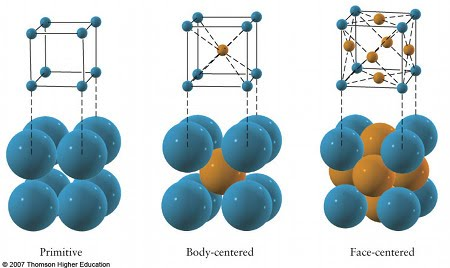 Primitive
Body-centered
Face-centered
© 2007 Thomson Higher Education